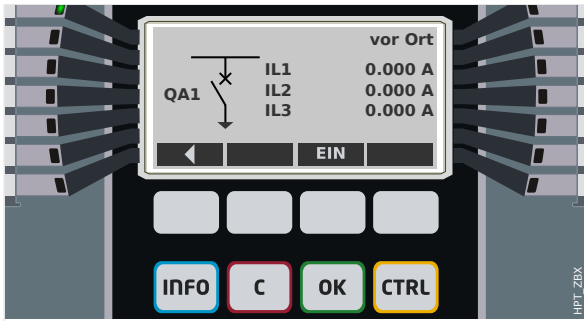 vor Ort
IL1 0.000 A
QA1 IL2 0.000 A
IL3 0.000 A
EIN
INFO C OK CTRL
HPT_ZBX